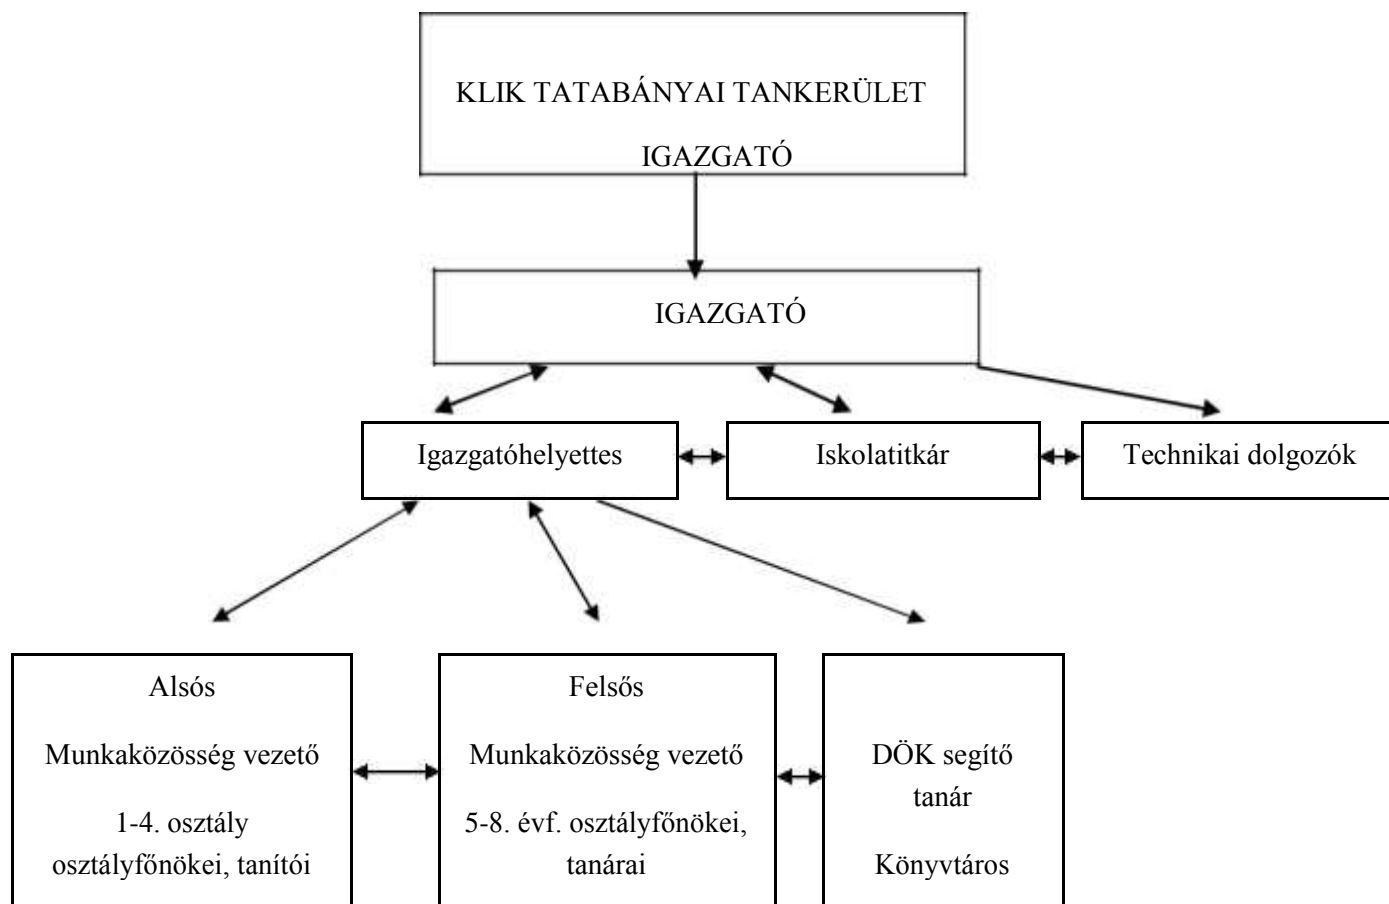 KLIK TATABÁNYAI TANKERÜLET
IGAZGATÓ
IGAZGATÓ
Igazgatóhelyettes
Iskolatitkár
Technikai dolgozók
Alsós
Munkaközösség vezető
1-4. osztály
osztályfőnökei, tanítói
Felsős
Munkaközösség vezető
5-8. évf. osztályfőnökei,
tanárai
DÖK segítő
tanár
Könyvtáros